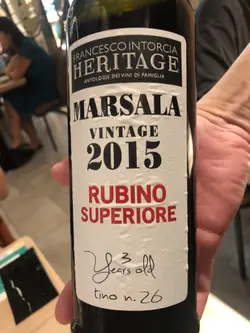 FRANCESCO INTORCIA
HERITAGE
ANTOLOGIE DEI VINI DI FAMIGLIA
MARSALA
VINTAGE
2015
RUBINO
SUPERIORE
3
Years old
tino n. 26